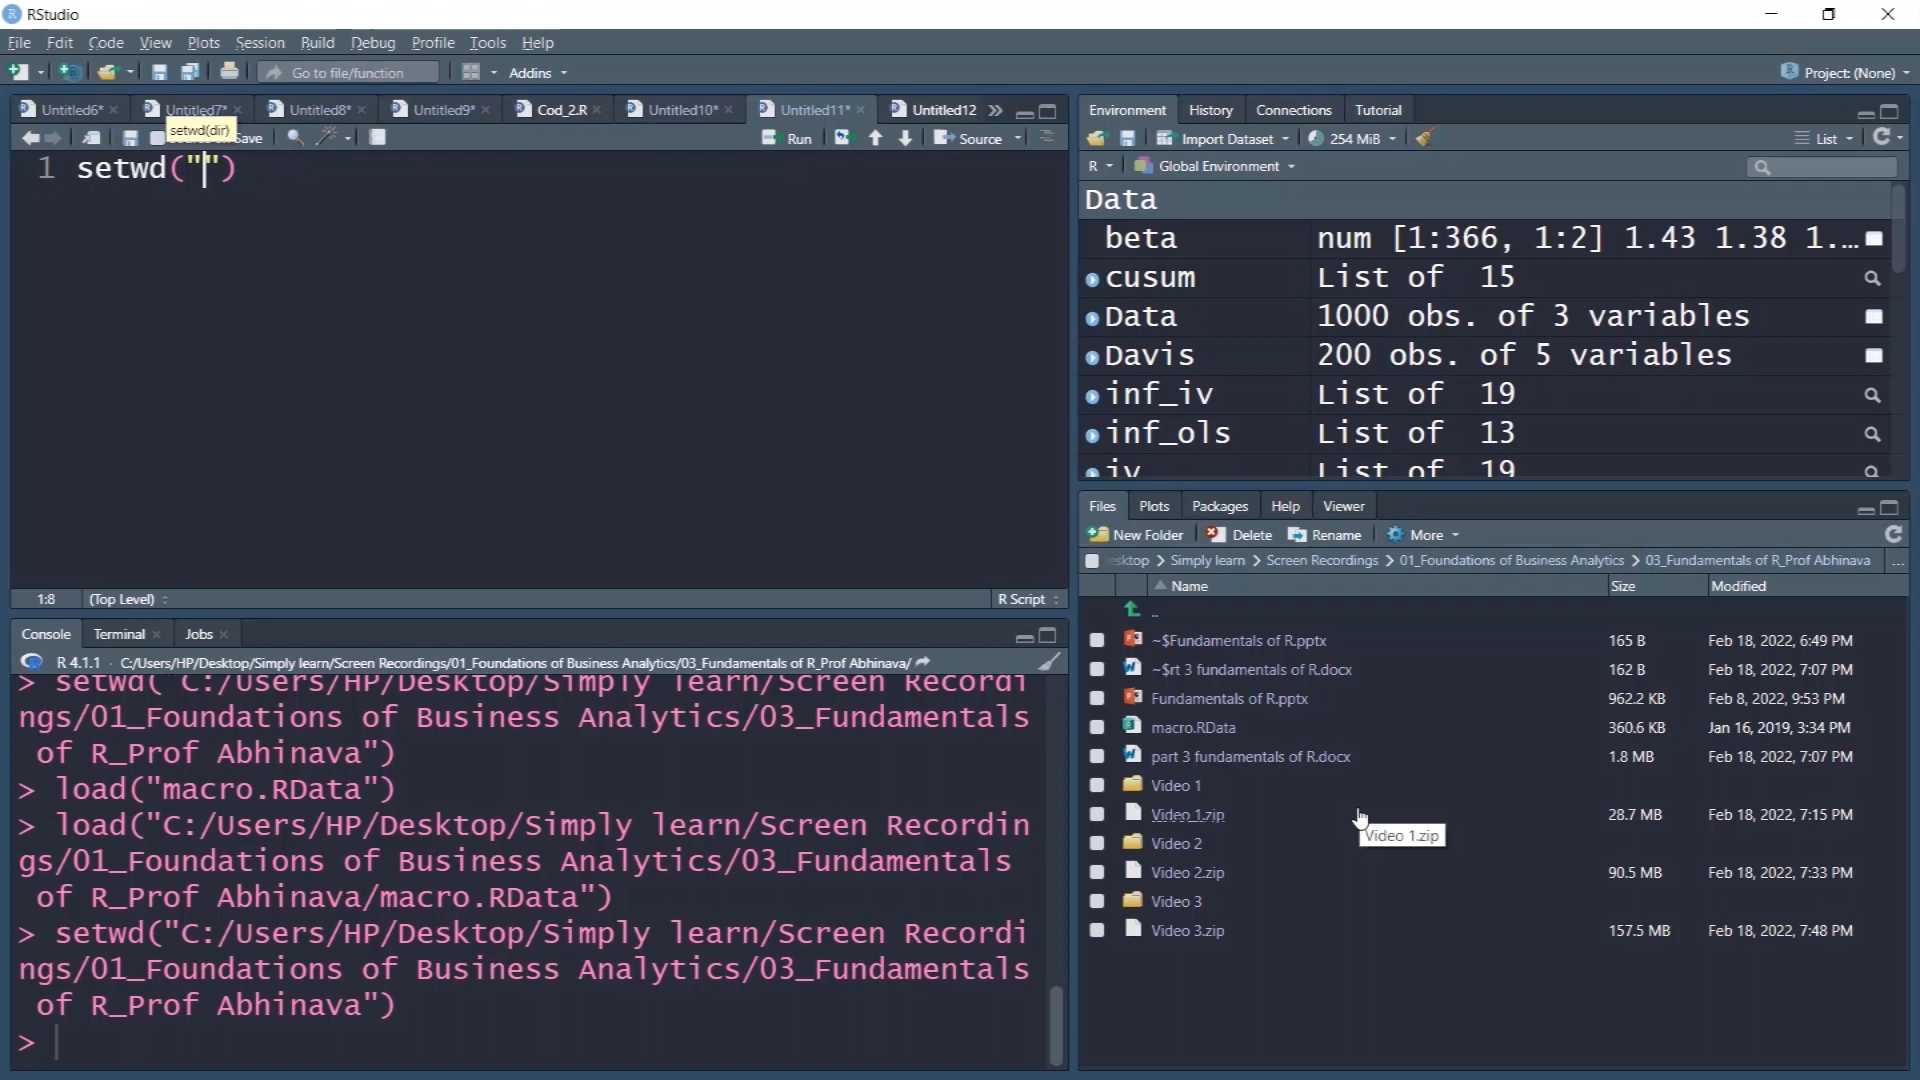 RStudio
File Edit Code View Plots Session Build Debug Profile Tools Help
Go to file/function Addins Project: (None)
Untitled6* Untitled7* Untitled8* Untitled9* Cod_2.R Untitled10* Untitled11* Untitled12
setwd(dir)
Save Run Source
1 setwd("")
1:8 (Top Level) R Script
Console Terminal Jobs
R 4.1.1 · C:/Users/HP/Desktop/Simply learn/Screen Recordings/01_Foundations of Business Analytics/03_Fundamentals of R_Prof Abhinava/
> setwd("C:/Users/HP/Desktop/Simply learn/Screen Recordi
ngs/01_Foundations of Business Analytics/03_Fundamentals
of R_Prof Abhinava")
> load("macro.RData")
> load("C:/Users/HP/Desktop/Simply learn/Screen Recordin
gs/01_Foundations of Business Analytics/03_Fundamentals
of R_Prof Abhinava/macro.RData")
> setwd("C:/Users/HP/Desktop/Simply learn/Screen Recordi
ngs/01_Foundations of Business Analytics/03_Fundamentals
of R_Prof Abhinava")
>
Environment History Connections Tutorial
Import Dataset 254 MiB List
R Global Environment
Data
beta num [1:366, 1:2] 1.43 1.38 1.…
cusum List of 15
Data 1000 obs. of 3 variables
Davis 200 obs. of 5 variables
inf_iv List of 19
inf_ols List of 13
iv List of 19
Files Plots Packages Help Viewer
New Folder Delete Rename More
esktop > Simply learn > Screen Recordings > 01_Foundations of Business Analytics > 03_Fundamentals of R_Prof Abhinava ...
Name Size Modified
..
~$Fundamentals of R.pptx 165 B Feb 18, 2022, 6:49 PM
~$rt 3 fundamentals of R.docx 162 B Feb 18, 2022, 7:07 PM
Fundamentals of R.pptx 962.2 KB Feb 8, 2022, 9:53 PM
macro.RData 360.6 KB Jan 16, 2019, 3:34 PM
part 3 fundamentals of R.docx 1.8 MB Feb 18, 2022, 7:07 PM
Video 1
Video 1.zip 28.7 MB Feb 18, 2022, 7:15 PM
Video 1.zip
Video 2
Video 2.zip 90.5 MB Feb 18, 2022, 7:33 PM
Video 3
Video 3.zip 157.5 MB Feb 18, 2022, 7:48 PM